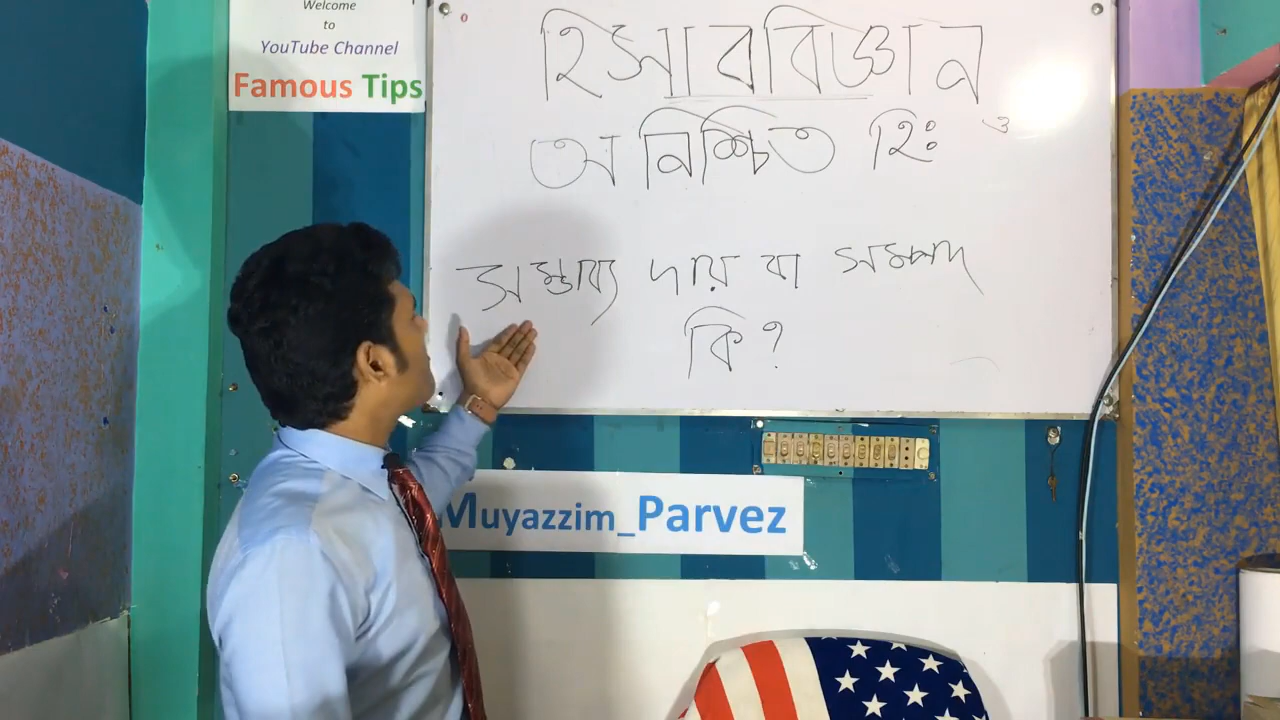 Welcome
to
YouTube Channel
Famous Tips
হিসাববিজ্ঞান
অনিশ্চিত হিঃ
সম্ভাব্য দায় বা সম্পদ
কি?
Muyazzim_Parvez